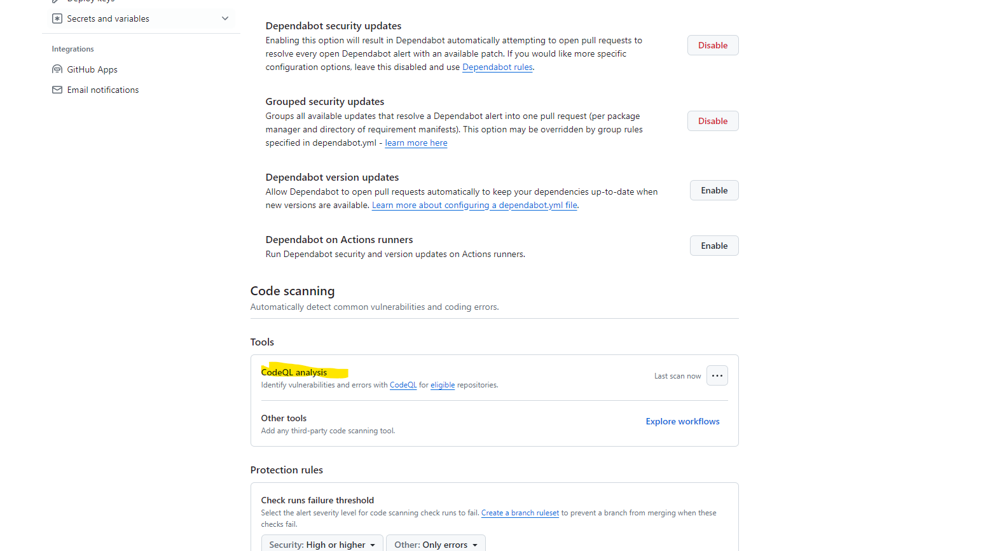 Deploy keys
Secrets and variables
Integrations
GitHub Apps
Email notifications
Dependabot security updates
Enabling this option will result in Dependabot automatically attempting to open pull requests to
resolve every open Dependabot alert with an available patch. If you would like more specific
configuration options, leave this disabled and use Dependabot rules.
Disable
Grouped security updates
Groups all available updates that resolve a Dependabot alert into one pull request (per package
manager and directory of requirement manifests). This option may be overridden by group rules
specified in dependabot.yml - learn more here
Disable
Dependabot version updates
Allow Dependabot to open pull requests automatically to keep your dependencies up-to-date when
new versions are available. Learn more about configuring a dependabot.yml file.
Enable
Dependabot on Actions runners
Run Dependabot security and version updates on Actions runners.
Enable
Code scanning
Automatically detect common vulnerabilities and coding errors.
Tools
CodeQL analysis
Identify vulnerabilities and errors with CodeQL for eligible repositories.
Last scan now
Other tools
Add any third-party code scanning tool.
Explore workflows
Protection rules
Check runs failure threshold
Select the alert severity level for code scanning check runs to fail. Create a branch ruleset to prevent a branch from merging when these
checks fail.
Security: High or higher
Other: Only errors